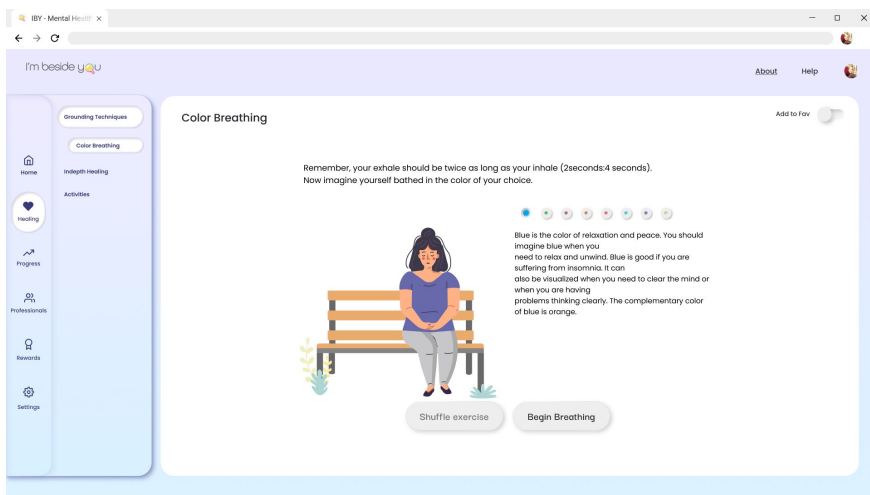 IBY - Mental Health
I'm beside you
About
Help
Grounding Techniques
Color Breathing
Indepth Healing
Activities
Home
Healing
Progress
Professionals
Rewards
Settings
Color Breathing
Add to Fav
Remember, your exhale should be twice as long as your inhale (2seconds:4 seconds).
Now imagine yourself bathed in the color of your choice.
Blue is the color of relaxation and peace. You should
imagine blue when you
need to relax and unwind. Blue is good if you are
suffering from insomnia. It can
also be visualized when you need to clear the mind or
when you are having
problems thinking clearly. The complementary color
of blue is orange.
Shuffle exercise
Begin Breathing